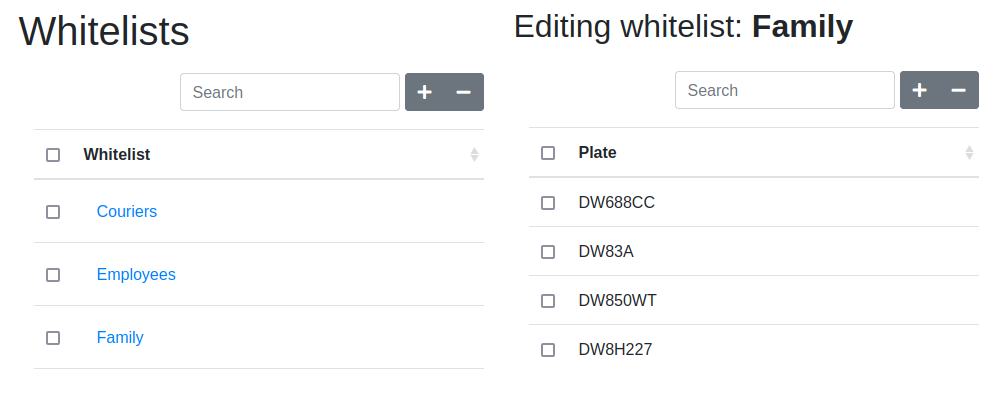 Whitelists
Search
Whitelist
Couriers
Employees
Family
Editing whitelist: Family
Search
Plate
DW688CC
DW83A
DW850WT
DW8H227